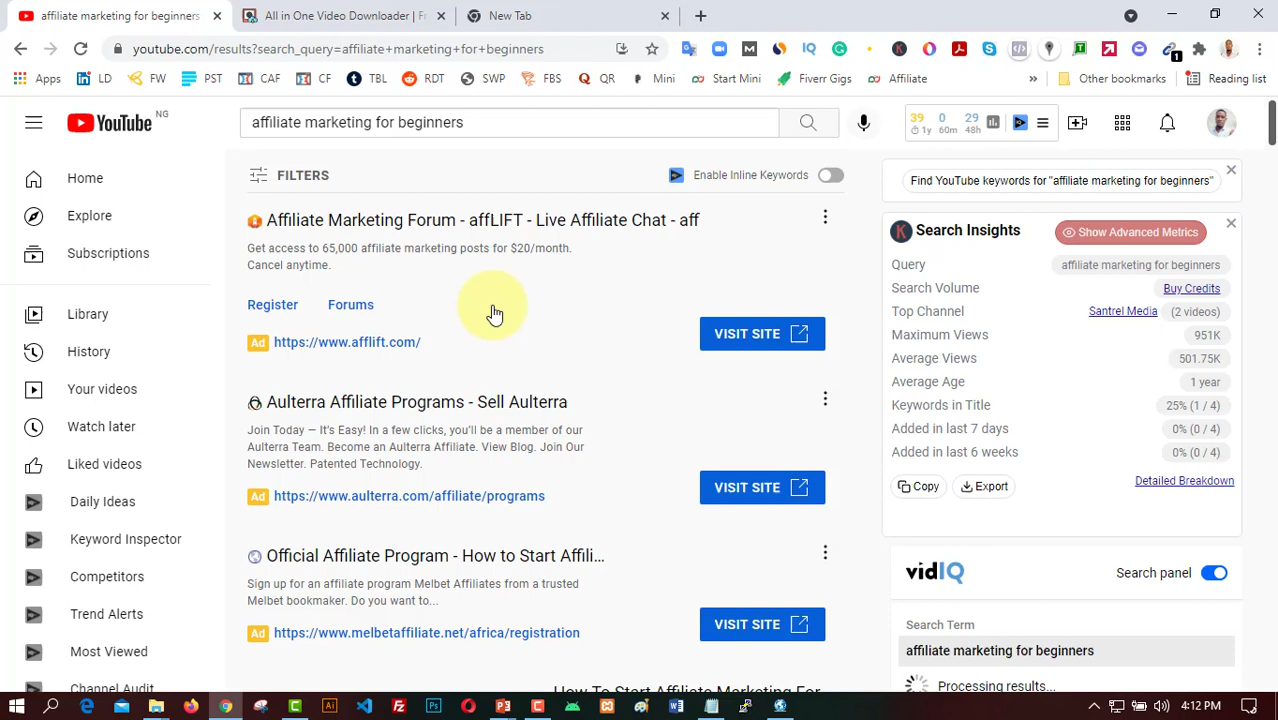 affiliate marketing for beginners
All in One Video Downloader | F
New Tab
youtube.com/results?search_query=affiliate+marketing+for+beginners
Apps
LD
FW
PST
CAF
CF
TBL
RDT
SWP
FBS
QR
Mini
Start Mini
Fiverr Gigs
Affiliate
»
Other bookmarks
Reading list
YouTube NG
affiliate marketing for beginners
39 0 29
1y 60m 48h
Home
Explore
Subscriptions
Library
History
Your videos
Watch later
Liked videos
Daily Ideas
Keyword Inspector
Competitors
Trend Alerts
Most Viewed
Channel Audit
FILTERS
Enable Inline Keywords
Affiliate Marketing Forum - affLIFT - Live Affiliate Chat - aff
Get access to 65,000 affiliate marketing posts for $20/month.
Cancel anytime.
Register Forums
Ad https://www.afflift.com/
VISIT SITE
Aulterra Affiliate Programs - Sell Aulterra
Join Today — It's Easy! In a few clicks, you'll be a member of our
Aulterra Team. Become an Aulterra Affiliate. View Blog. Join Our
Newsletter. Patented Technology.
Ad https://www.aulterra.com/affiliate/programs
VISIT SITE
Official Affiliate Program - How to Start Affili...
Sign up for an affiliate program Melbet Affiliates from a trusted
Melbet bookmaker. Do you want to...
Ad https://www.melbetaffiliate.net/africa/registration
VISIT SITE
How To Start Affiliate Marketing For
Find YouTube keywords for "affiliate marketing for beginners"
K Search Insights
Show Advanced Metrics
Query affiliate marketing for beginners
Search Volume Buy Credits
Top Channel Santrel Media (2 videos)
Maximum Views 951K
Average Views 501.75K
Average Age 1 year
Keywords in Title 25% (1 / 4)
Added in last 7 days 0% (0 / 4)
Added in last 6 weeks 0% (0 / 4)
Copy Export
Detailed Breakdown
vidIQ
Search panel
Search Term
affiliate marketing for beginners
Processing results...
4:12 PM